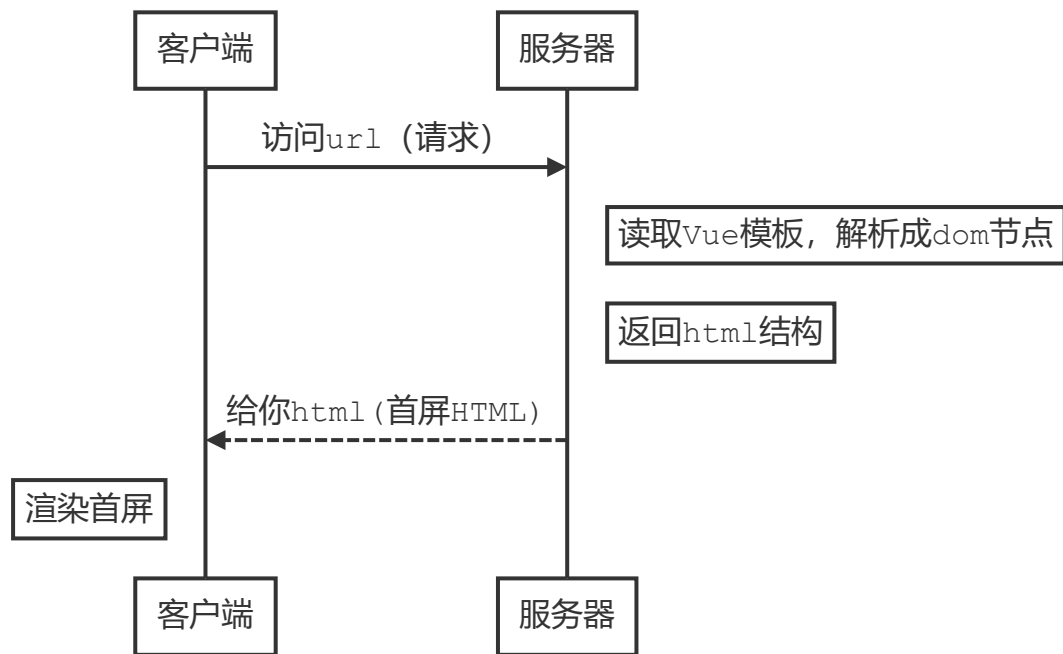 客户端
服务器
访问url（请求）
读取Vue模板，解析成dom节点
返回html结构
给你html(首屏HTML)
渲染首屏
客户端
服务器